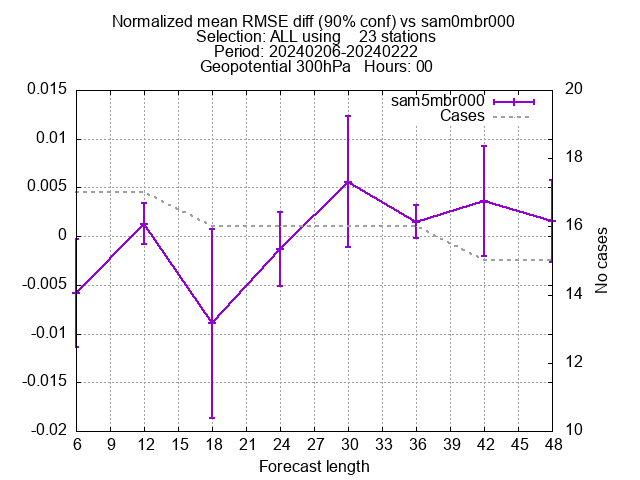 Normalized mean RMSE diff (90% conf) vs sam0mbr000
Selection: ALL using    23 stations
Period: 20240206-20240222
Geopotential 300hPa   Hours: 00
sam5mbr000
Cases
0.015
0.01
0.005
0
-0.005
-0.01
-0.015
-0.02
20
18
16
14
12
10
No cases
6 9 12 15 18 21 24 27 30 33 36 39 42 45 48
Forecast length